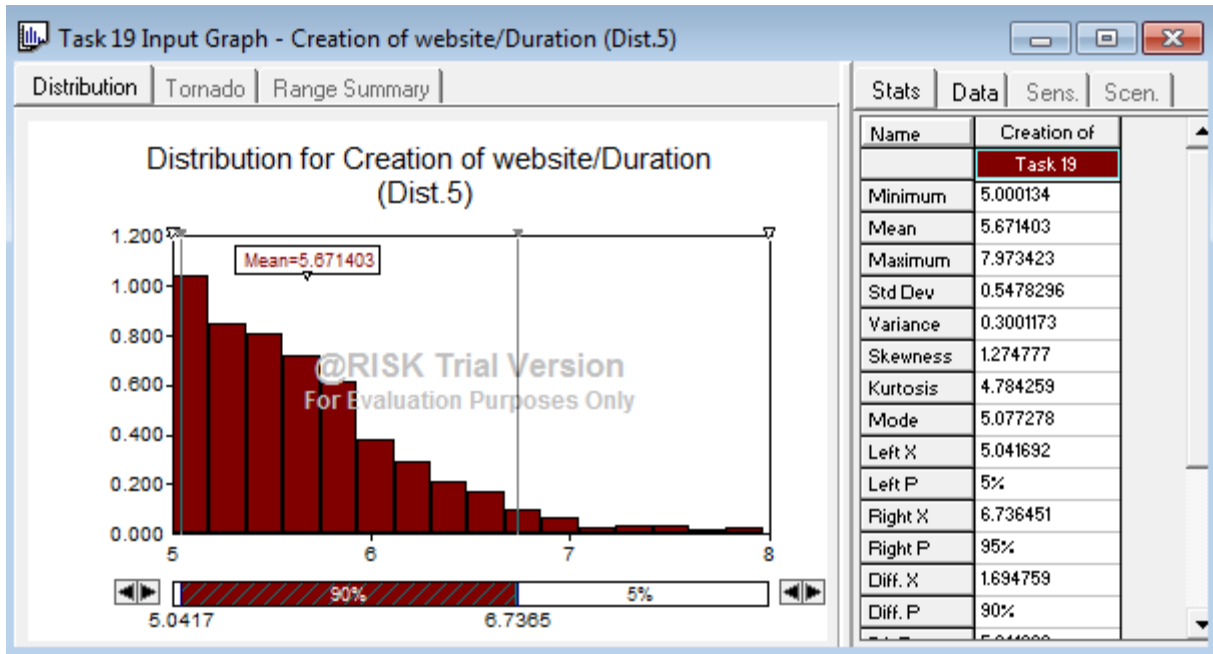 Task 19 Input Graph - Creation of website/Duration (Dist.5)
Distribution Tornado Range Summary
Distribution for Creation of website/Duration
(Dist.5)
1.200
Mean=5.671403
1.000
0.800
@RISK Trial Version
0.600
For Evaluation Purposes Only
0.400
0.200
0.000
5 6 7 8
90% 5%
5.0417 6.7365
Stats Data Sens. Scen.
Name Creation of
Task 19
Minimum 5.000134
Mean 5.671403
Maximum 7.973423
Std Dev 0.5478296
Variance 0.3001173
Skewness 1.274777
Kurtosis 4.784259
Mode 5.077278
Left X 5.041692
Left P 5%
Right X 6.736451
Right P 95%
Diff. X 1.694759
Diff. P 90%